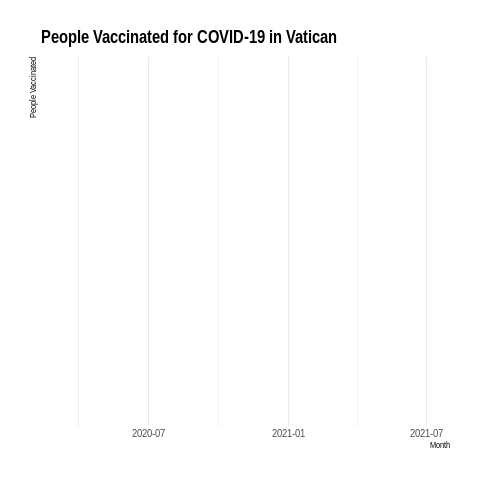 People Vaccinated for COVID-19 in Vatican
People Vaccinated
2020-07
2021-01
2021-07
Month